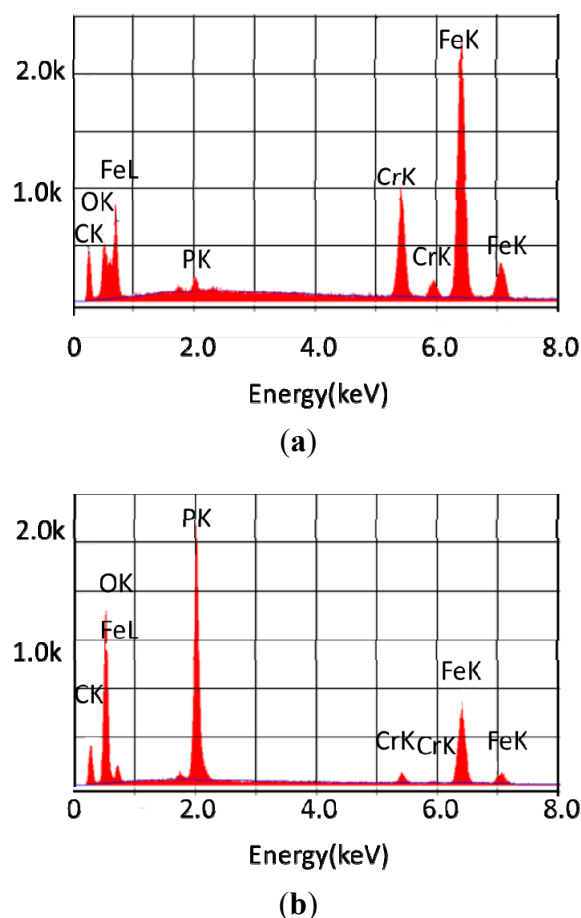 2.0k
FeK
FeL
1.0k
CrK
OK
CK
PK
CrK
FeK
0 2.0 4.0 6.0 8.0
Energy(keV)
(a)
PK
2.0k
OK
FeL
1.0k
FeK
CK
CrK CrK FeK
0 2.0 4.0 6.0 8.0
Energy(keV)
(b)